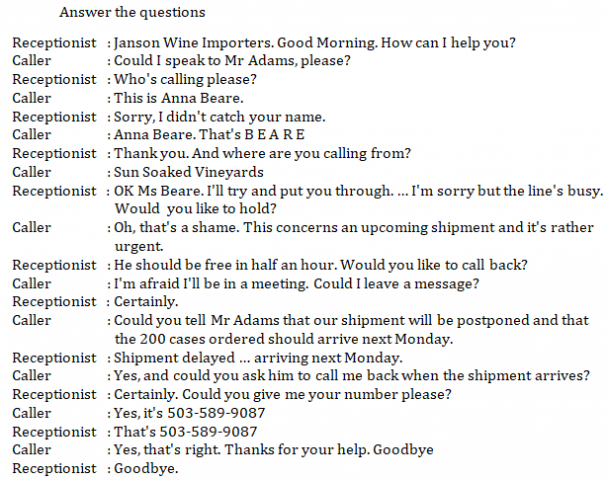 Answer the questions
Receptionist : Janson Wine Importers. Good Morning. How can I help you?
Caller : Could I speak to Mr Adams, please?
Receptionist : Who's calling please?
Caller : This is Anna Beare.
Receptionist : Sorry, I didn't catch your name.
Caller : Anna Beare. That's B E A R E
Receptionist : Thank you. And where are you calling from?
Caller : Sun Soaked Vineyards
Receptionist : OK Ms Beare. I'll try and put you through. ... I'm sorry but the line's busy.
Would you like to hold?
Caller : Oh, that's a shame. This concerns an upcoming shipment and it's rather
urgent.
Receptionist : He should be free in half an hour. Would you like to call back?
Caller : I'm afraid I'll be in a meeting. Could I leave a message?
Receptionist : Certainly.
Caller : Could you tell Mr Adams that our shipment will be postponed and that
the 200 cases ordered should arrive next Monday.
Receptionist : Shipment delayed ... arriving next Monday.
Caller : Yes, and could you ask him to call me back when the shipment arrives?
Receptionist : Certainly. Could you give me your number please?
Caller : Yes, it's 503-589-9087
Receptionist : That's 503-589-9087
Caller : Yes, that's right. Thanks for your help. Goodbye
Receptionist : Goodbye.